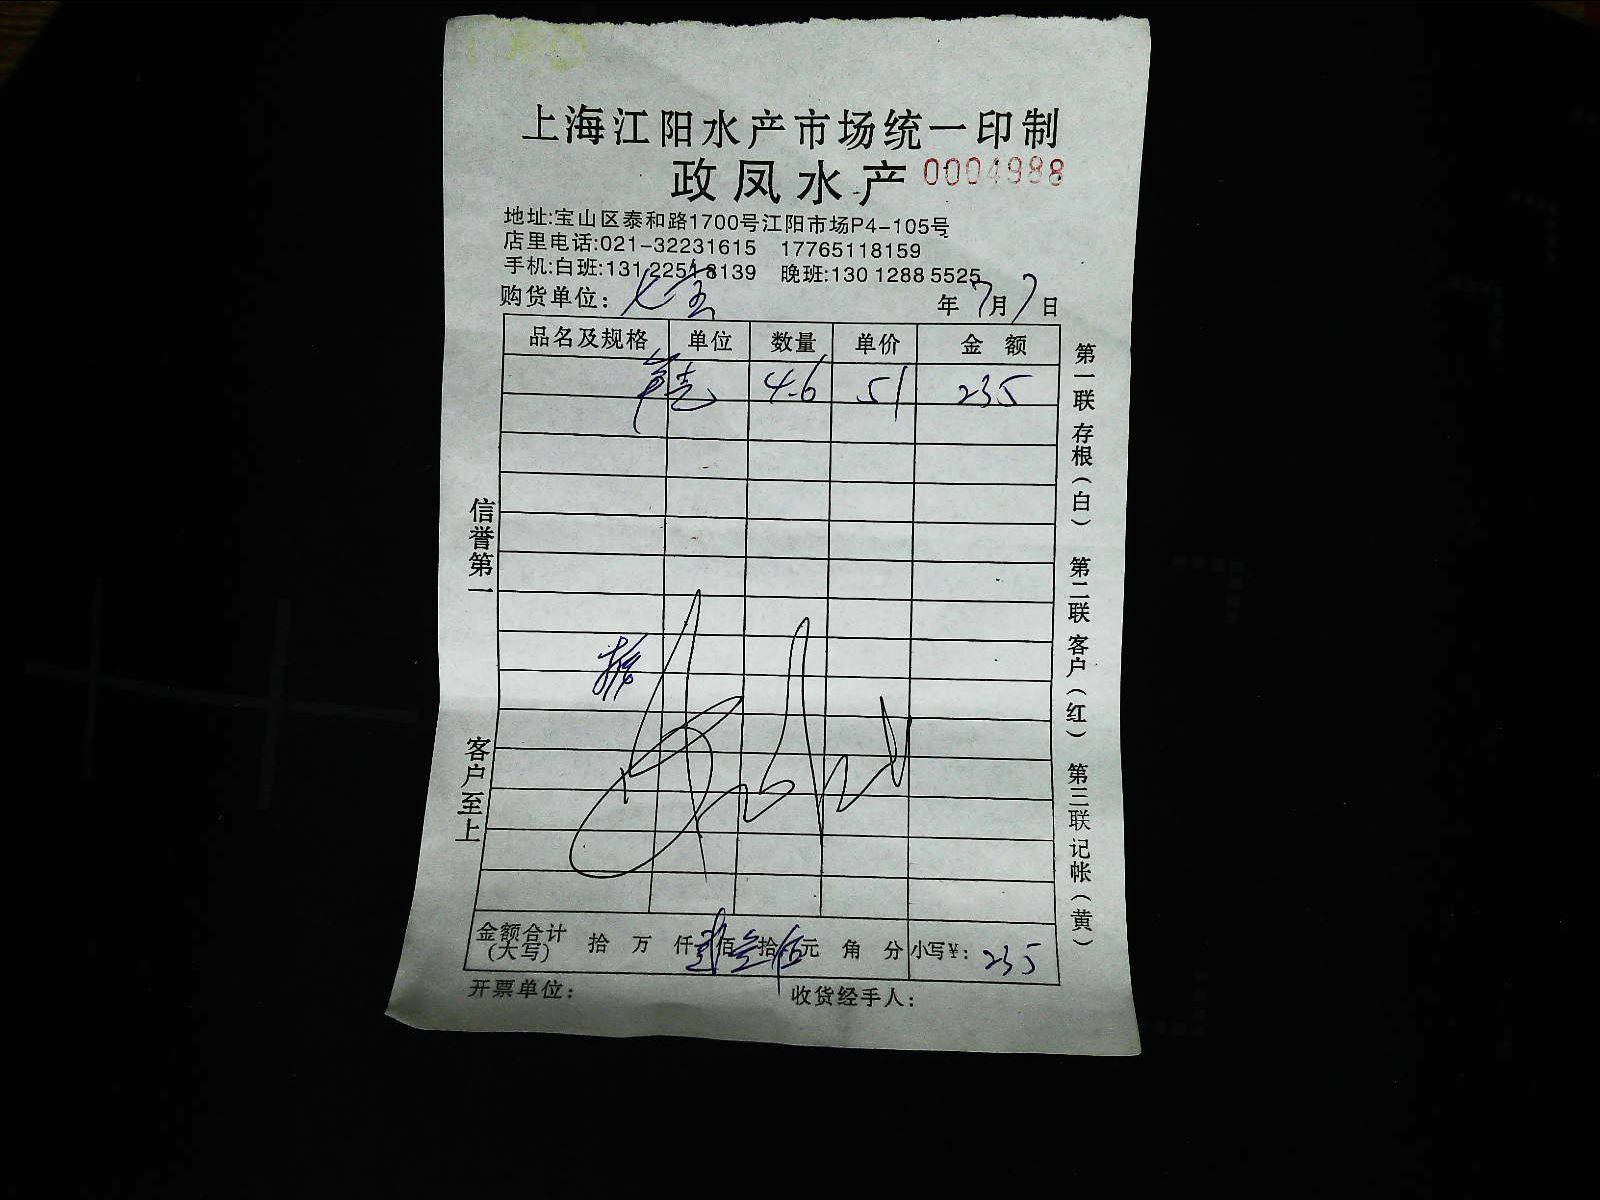 上海江阳水产市场统一印制
政凤水产 0004988
地址:宝山区泰和路1700号江阳市场P4-105号
店里电话:021-32231615 17765118159
手机:白班:131 2251 8139 晚班:130 1288 5525
购货单位: 七宝 年 7月7日
品名及规格 单位 数量 单价 金额
4.6 51 235
金额合计(大写) 拾 万 仟 贰佰叁拾伍元 角 分 小写¥: 235
开票单位: 收货经手人:
信誉第一
客户至上
第一联 存根(白) 第二联 客户(红) 第三联 记帐(黄)